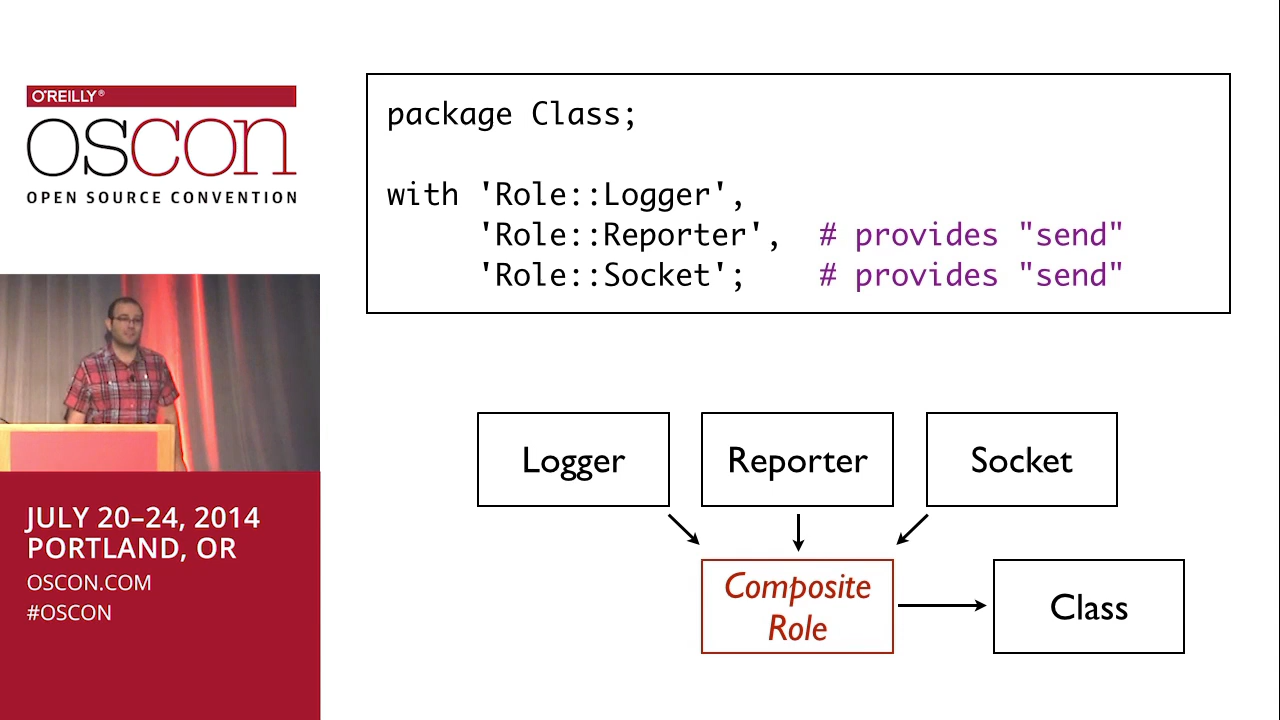 O'REILLY®
OSCON
OPEN SOURCE CONVENTION
JULY 20–24, 2014
PORTLAND, OR
OSCON.COM
#OSCON
package Class;
with 'Role::Logger',
'Role::Reporter',  # provides "send"
'Role::Socket';    # provides "send"
Logger
Reporter
Socket
Composite
Role
Class